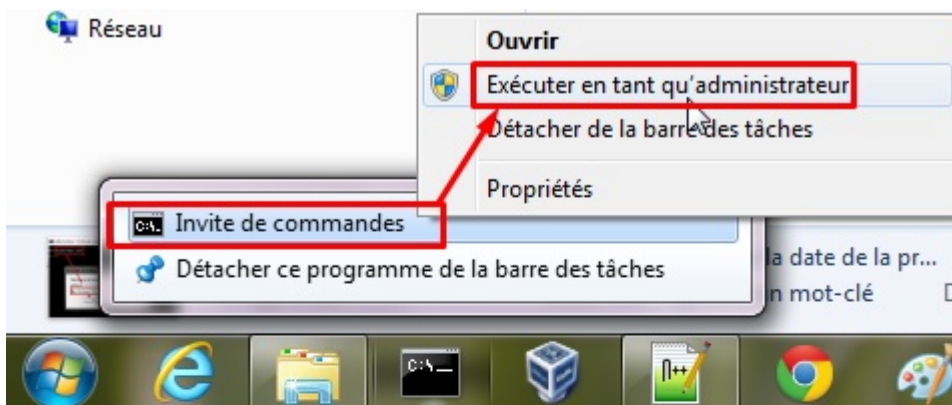 Réseau
Ouvrir
Exécuter en tant qu'administrateur
Détacher de la barre des tâches
Propriétés
Invite de commandes
Détacher ce programme de la barre des tâches
la date de la pr...
n mot-clé